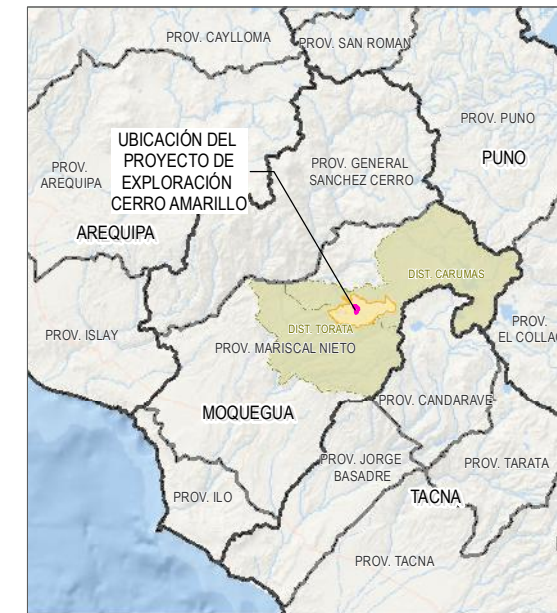 PROV. CAYLLOMA
PROV. SAN ROMAN
PROV. PUNO
PUNO
UBICACIÓN DEL
PROYECTO DE
EXPLORACIÓN
CERRO AMARILLO
PROV.
AREQUIPA
PROV. GENERAL
SANCHEZ CERRO
AREQUIPA
DIST. CARUMAS
PROV. ISLAY
DIST. TORATA
PROV. MARISCAL NIETO
PROV.
EL COLLAO
MOQUEGUA
PROV. CANDARAVE
PROV. JORGE
BASADRE
PROV. TARATA
PROV. ILO
TACNA
PROV. TACNA